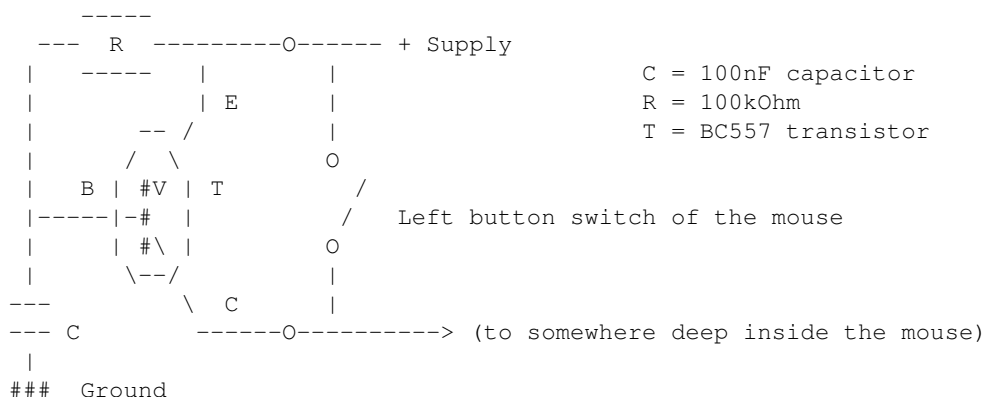 -----
  ---  R  ---------O------ + Supply
 |   -----  |       |                   C = 100nF capacitor
 |          | E     |                   R = 100kOhm
 |       -- /       |                   T = BC557 transistor
 |      /  \        O
 |   B | #V | T       /
 |-----|-#  |        /   Left button switch of the mouse
 |     | #\ |       O
 |      \--/        |
---         \  C    |
--- C        ------O----------> (to somewhere deep inside the mouse)
 |
###  Ground